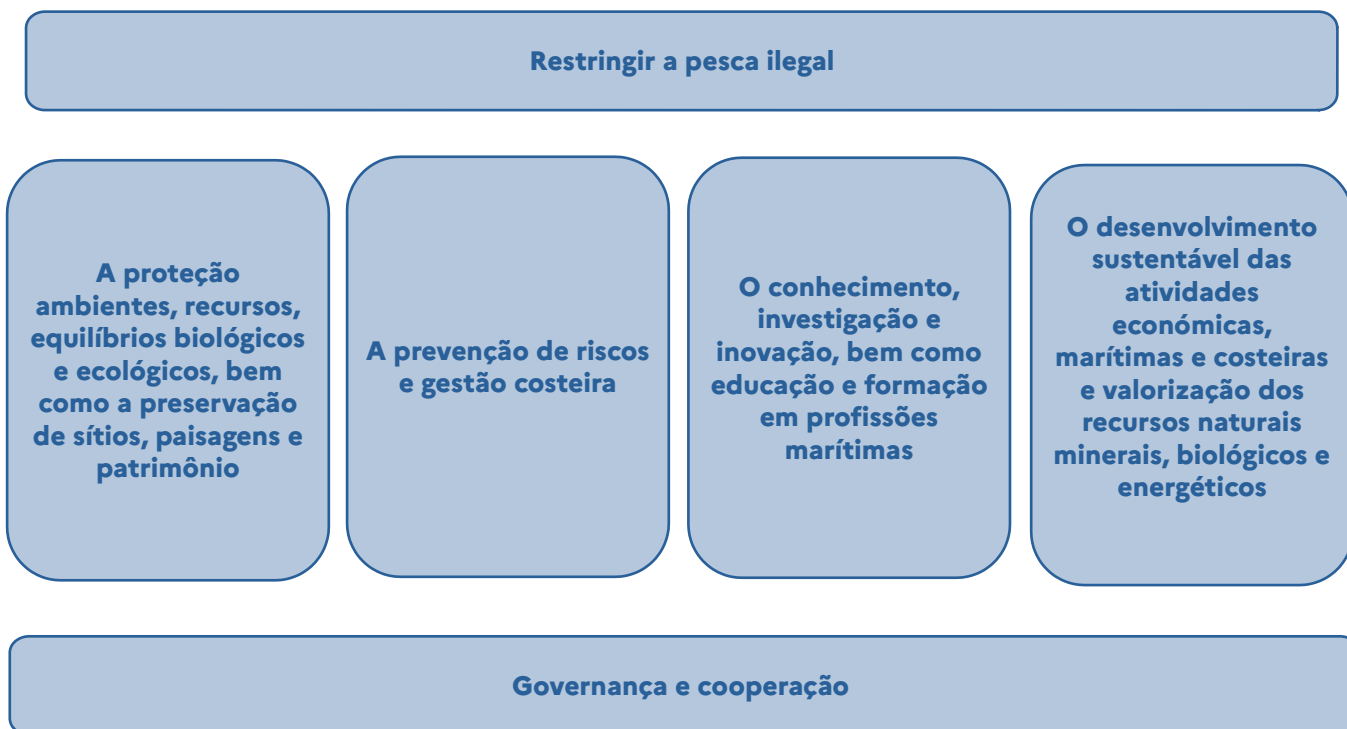 Restringir a pesca ilegal
A proteção
ambientes, recursos,
equilíbrios biológicos
e ecológicos, bem
como a preservação
de sítios, paisagens e
patrimônio
A prevenção de riscos
e gestão costeira
O conhecimento,
investigação e
inovação, bem como
educação e formação
em profissões
marítimas
O desenvolvimento
sustentável das
atividades
económicas,
marítimas e costeiras
e valorização dos
recursos naturais
minerais, biológicos e
energéticos
Governança e cooperação